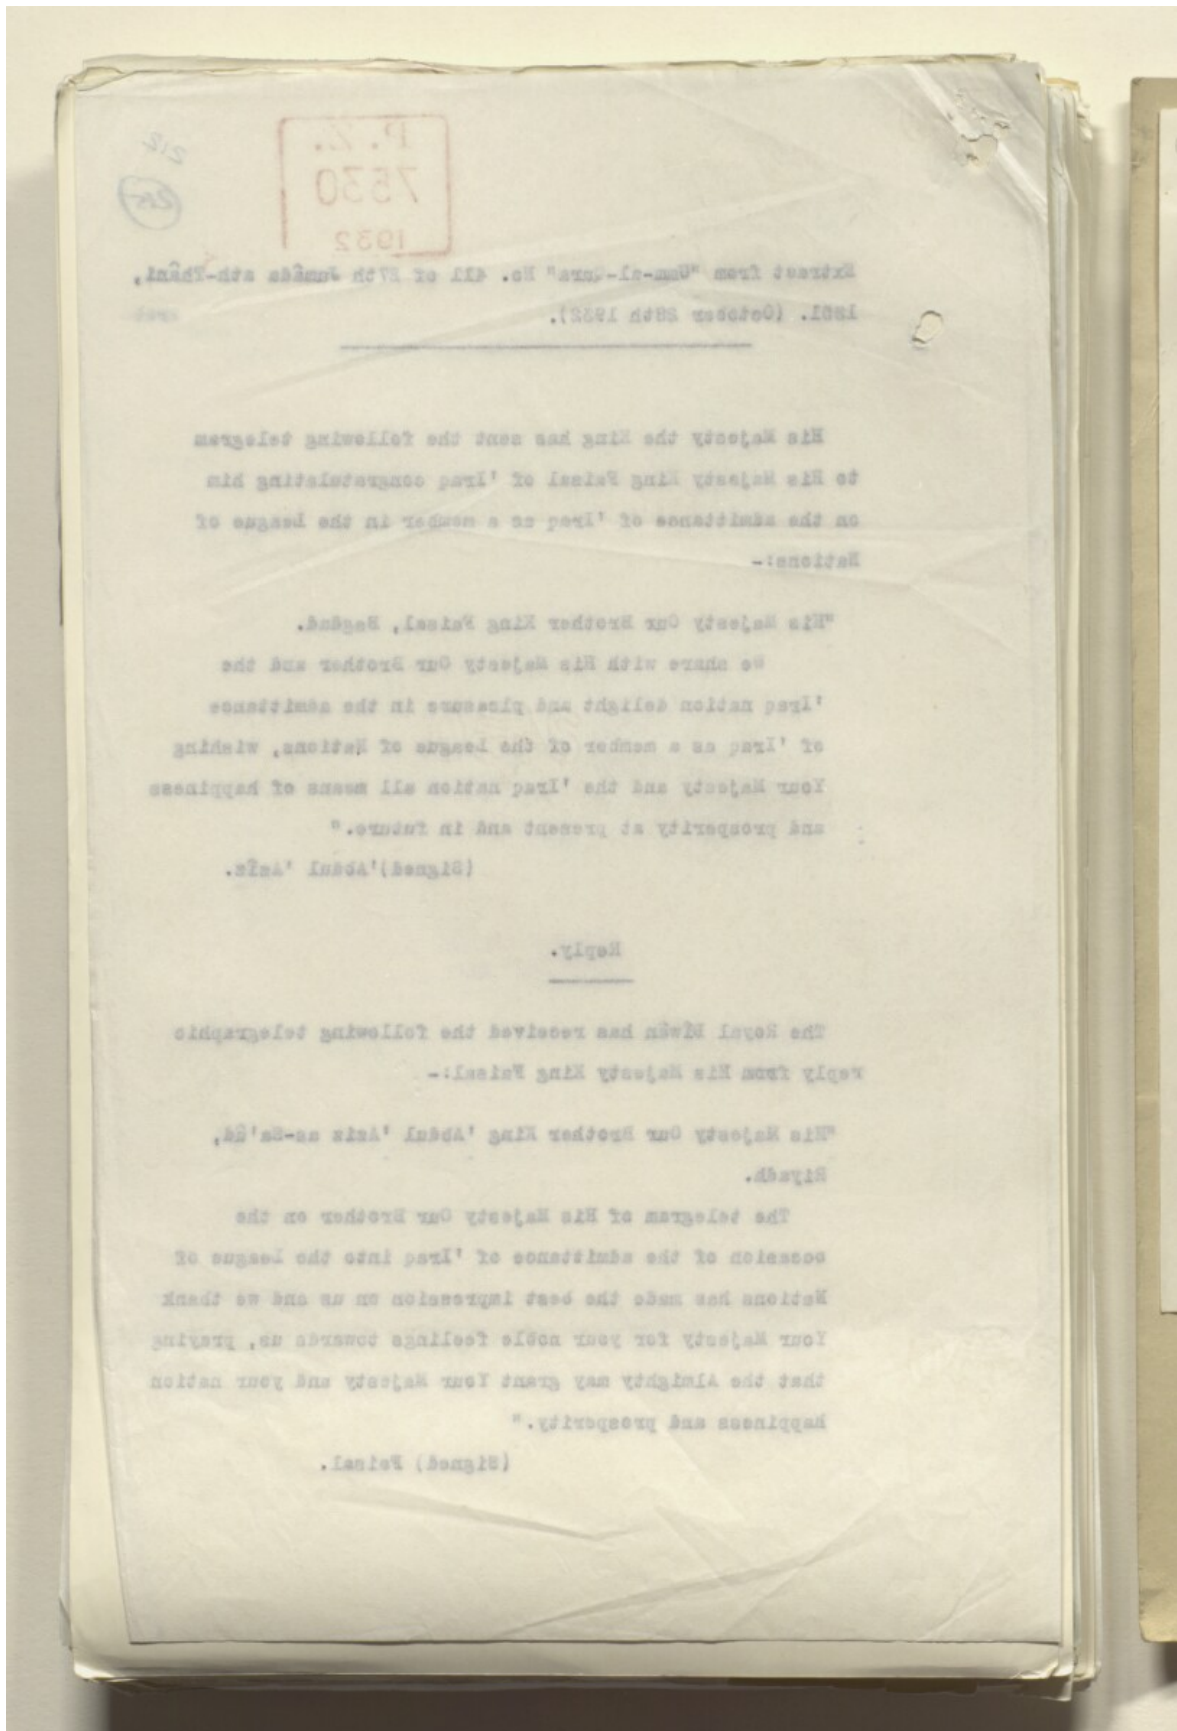 P.Z.
7530
1932
Extract from "Umm-al-Qura" No. 411 of 27th Jumâda ath-Thâni,
1351. (October 28th 1932).
His Majesty the King has sent the following telegram
to His Majesty King Faisal of 'Iraq congratulating him
on the admittance of 'Iraq as a member in the League of
Nations:-
"His Majesty Our Brother King Faisal, Bagdad.
We share with His Majesty Our Brother and the
'Iraq nation delight and pleasure in the admittance
of 'Iraq as a member of the League of Nations, wishing
Your Majesty and the 'Iraq nation all means of happiness
and prosperity at present and in future."
(Signed)'Abdul 'Azîz.
Reply.
The Royal Dîwân has received the following telegraphic
reply from His Majesty King Faisal:-
"His Majesty Our Brother King 'Abdul 'Aziz as-Sa'ûd,
Riyadh.
The telegram of His Majesty Our Brother on the
occasion of the admittance of 'Iraq into the League of
Nations has made the best impression on us and we thank
Your Majesty for your noble feelings towards us, praying
that the Almighty may grant Your Majesty and your nation
happiness and prosperity."
(Signed) Faisal.